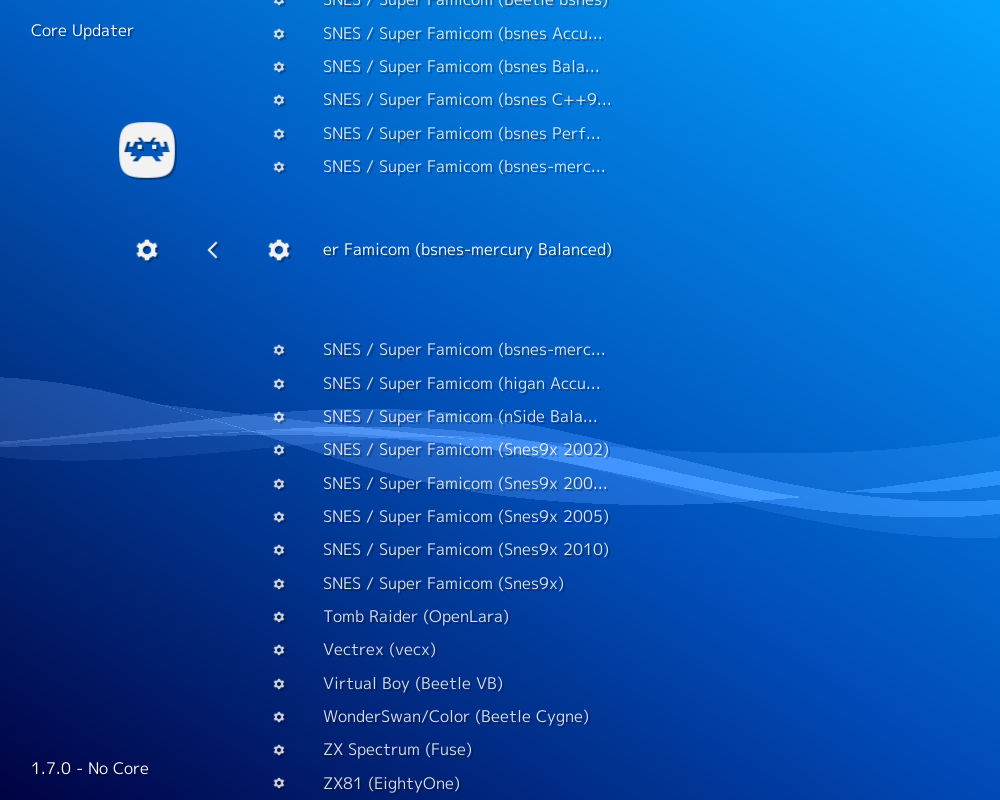 SNES / Super Famicom (Beetle bsnes)
Core Updater
SNES / Super Famicom (bsnes Accu...
SNES / Super Famicom (bsnes Bala...
SNES / Super Famicom (bsnes C++9...
SNES / Super Famicom (bsnes Perf...
SNES / Super Famicom (bsnes-merc...
er Famicom (bsnes-mercury Balanced)
SNES / Super Famicom (bsnes-merc...
SNES / Super Famicom (higan Accu...
SNES / Super Famicom (nSide Bala...
SNES / Super Famicom (Snes9x 2002)
SNES / Super Famicom (Snes9x 200...
SNES / Super Famicom (Snes9x 2005)
SNES / Super Famicom (Snes9x 2010)
SNES / Super Famicom (Snes9x)
Tomb Raider (OpenLara)
Vectrex (vecx)
Virtual Boy (Beetle VB)
WonderSwan/Color (Beetle Cygne)
ZX Spectrum (Fuse)
ZX81 (EightyOne)
1.7.0 - No Core